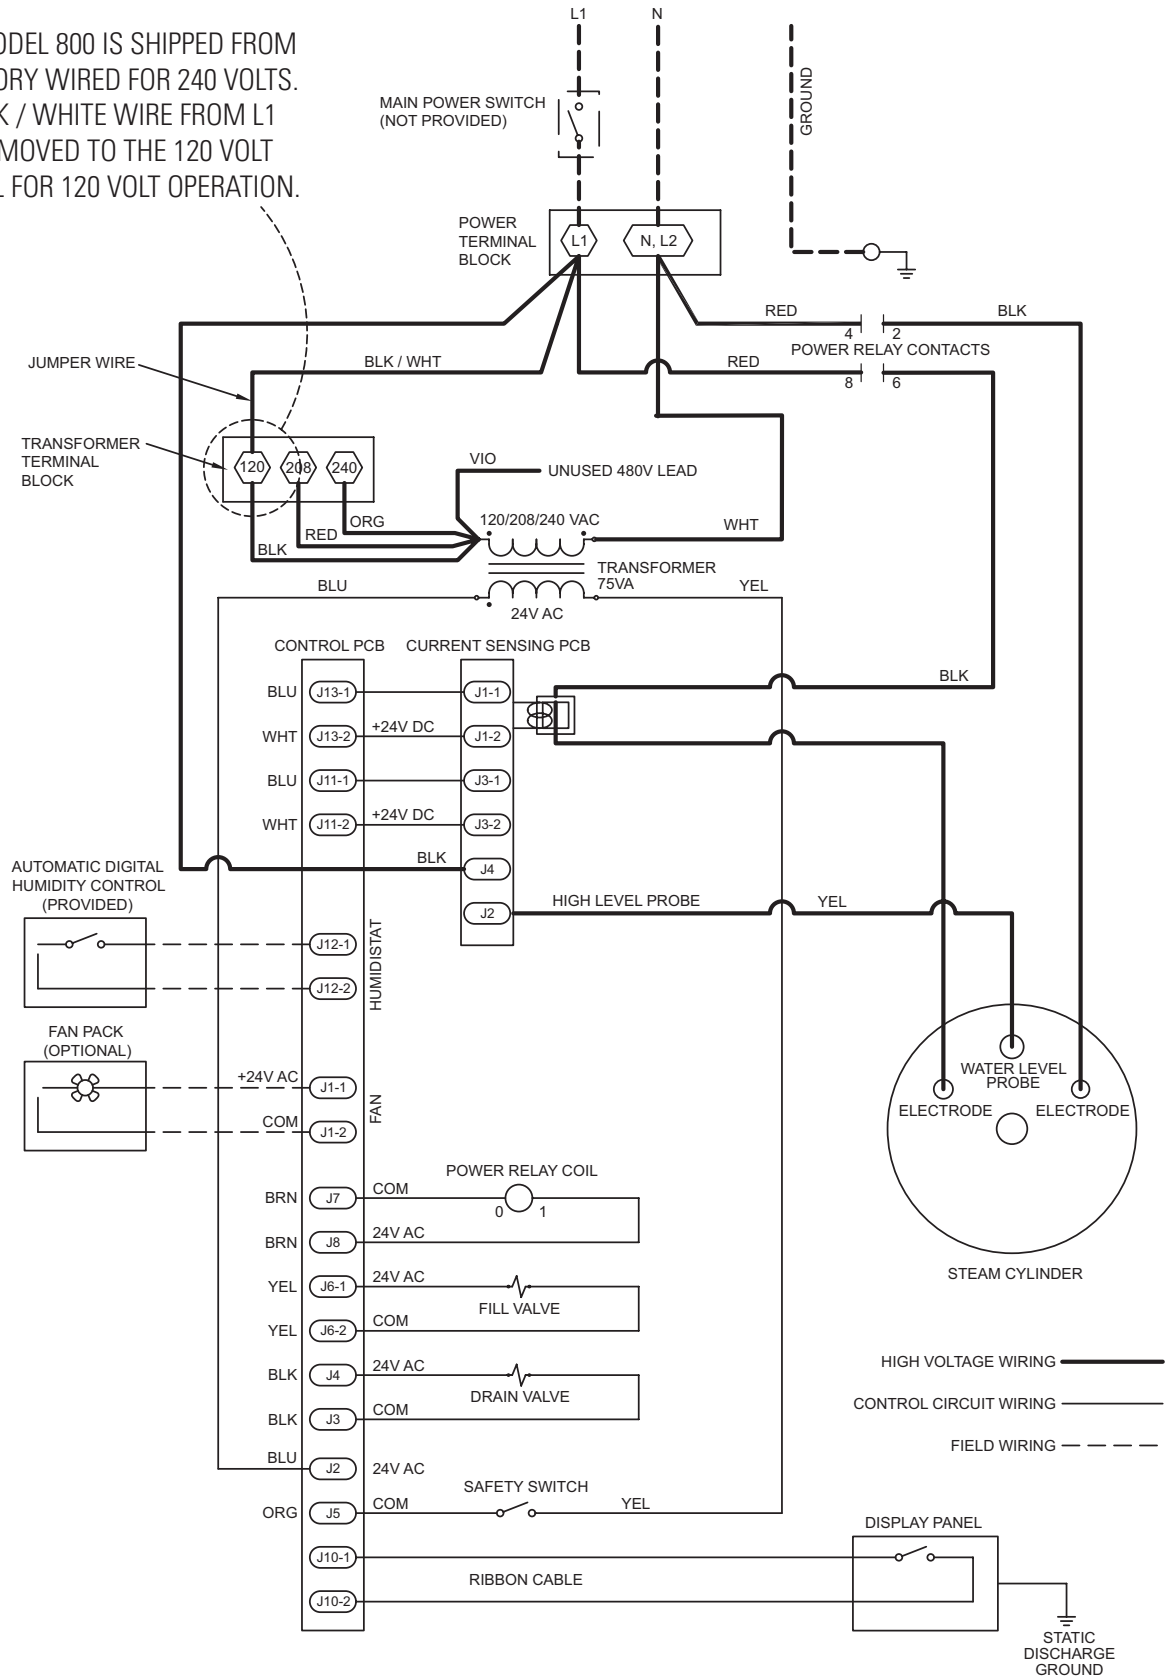 ODEL 800 IS SHIPPED FROM
ORY WIRED FOR 240 VOLTS.
K / WHITE WIRE FROM L1
MOVED TO THE 120 VOLT
L FOR 120 VOLT OPERATION.
L1
N
MAIN POWER SWITCH
(NOT PROVIDED)
GROUND
POWER
TERMINAL
BLOCK
L1
N, L2
RED
BLK
4
2
POWER RELAY CONTACTS
JUMPER WIRE
BLK / WHT
RED
8
6
TRANSFORMER
TERMINAL
BLOCK
120
208
240
VIO
UNUSED 480V LEAD
ORG
RED
BLK
120/208/240 VAC
WHT
TRANSFORMER
75VA
BLU
YEL
24V AC
CONTROL PCB
CURRENT SENSING PCB
BLU
J13-1
J1-1
BLK
WHT
J13-2
+24V DC
J1-2
BLU
J11-1
J3-1
WHT
J11-2
+24V DC
J3-2
BLK
J4
AUTOMATIC DIGITAL
HUMIDITY CONTROL
(PROVIDED)
HIGH LEVEL PROBE
YEL
J2
J12-1
HUMIDISTAT
J12-2
FAN PACK
(OPTIONAL)
+24V AC
J1-1
FAN
COM
J1-2
WATER LEVEL
PROBE
ELECTRODE
ELECTRODE
STEAM CYLINDER
POWER RELAY COIL
BRN
J7
COM
0
1
BRN
J8
24V AC
YEL
J6-1
24V AC
FILL VALVE
YEL
J6-2
COM
BLK
J4
24V AC
DRAIN VALVE
BLK
J3
COM
BLU
J2
24V AC
SAFETY SWITCH
ORG
J5
COM
YEL
HIGH VOLTAGE WIRING
CONTROL CIRCUIT WIRING
FIELD WIRING
DISPLAY PANEL
J10-1
RIBBON CABLE
J10-2
STATIC
DISCHARGE
GROUND